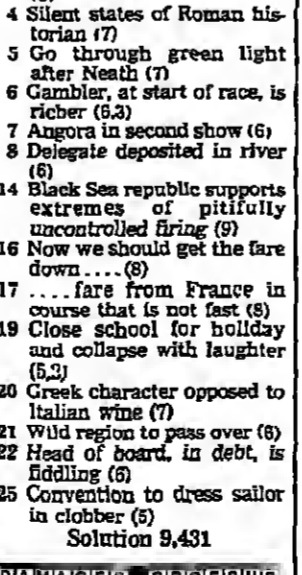 4 Silent states of Roman his-
torian (7)
5 Go through green light
after Neath (7)
6 Gambler, at start of race, is
richer (6,3)
7 Angora in second show (6)
8 Delegate deposited in river
(6)
14 Black Sea republic supports
extremes of pitifully
uncontrolled firing (9)
16 Now we should get the fare
down.... (8)
17 ....fare from France in
course that is not fast (8)
19 Close school for holiday
and collapse with laughter
(5,2)
20 Greek character opposed to
Italian wine (7)
21 Wild region to pass over (6)
22 Head of board, in debt, is
fiddling (6)
25 Convention to dress sailor
in clobber (5)
Solution 9,431